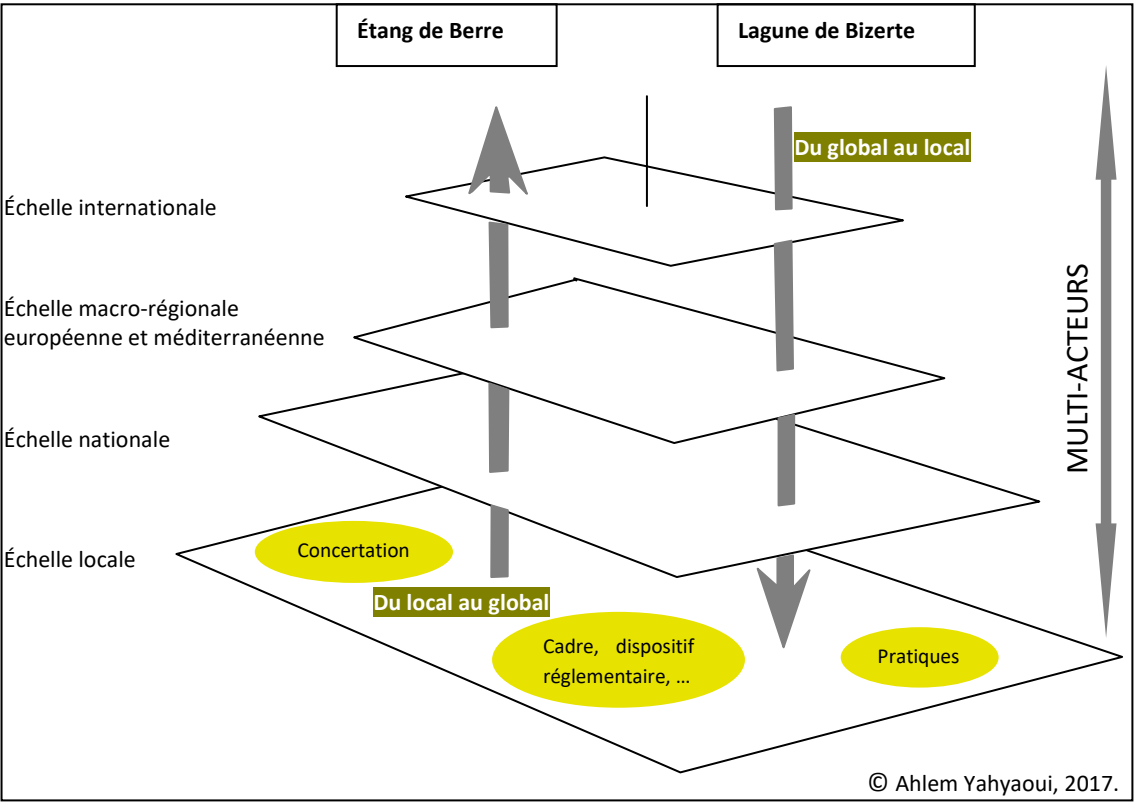 Étang de Berre
Lagune de Bizerte
Du global au local
Échelle internationale
Échelle macro-régionale
européenne et méditerranéenne
MULTI-ACTEURS
Échelle nationale
Échelle locale
Concertation
Du local au global
Cadre, dispositif
réglementaire, ...
Pratiques
© Ahlem Yahyaoui, 2017.